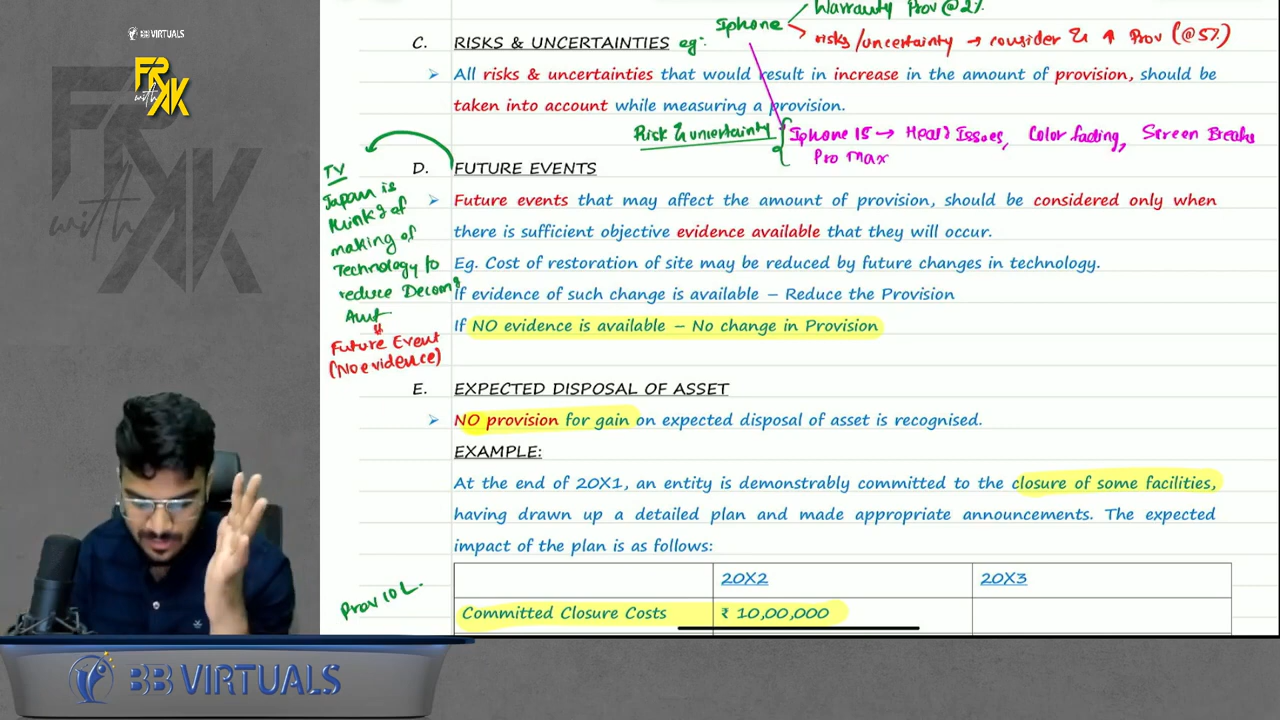 BB VIRTUALS
FR
with
AK
FR
with
AK
Warranty Prov @ 2%
Iphone
C. RISKS & UNCERTAINTIES eg:-
risks/uncertainty → consider & ↑ Prov (@5%)
➢ All risks & uncertainties that would result in increase in the amount of provision, should be
taken into account while measuring a provision.
Risk & uncertainty
Iphone 15 → Heard Issues, Color fading, Screen Breaks
Pro Max
D. FUTURE EVENTS
➢ Future events that may affect the amount of provision, should be considered only when
there is sufficient objective evidence available that they will occur.
Eg. Cost of restoration of site may be reduced by future changes in technology.
If evidence of such change is available – Reduce the Provision
If NO evidence is available – No change in Provision
Japan is
making of
Technology to
reduce Decom
Amt
Future Event
(No evidence)
E. EXPECTED DISPOSAL OF ASSET
➢ NO provision for gain on expected disposal of asset is recognised.
EXAMPLE:
At the end of 20X1, an entity is demonstrably committed to the closure of some facilities,
having drawn up a detailed plan and made appropriate announcements. The expected
impact of the plan is as follows:
20X2 20X3
Prov 10 L.
Committed Closure Costs ₹ 10,00,000
BB VIRTUALS